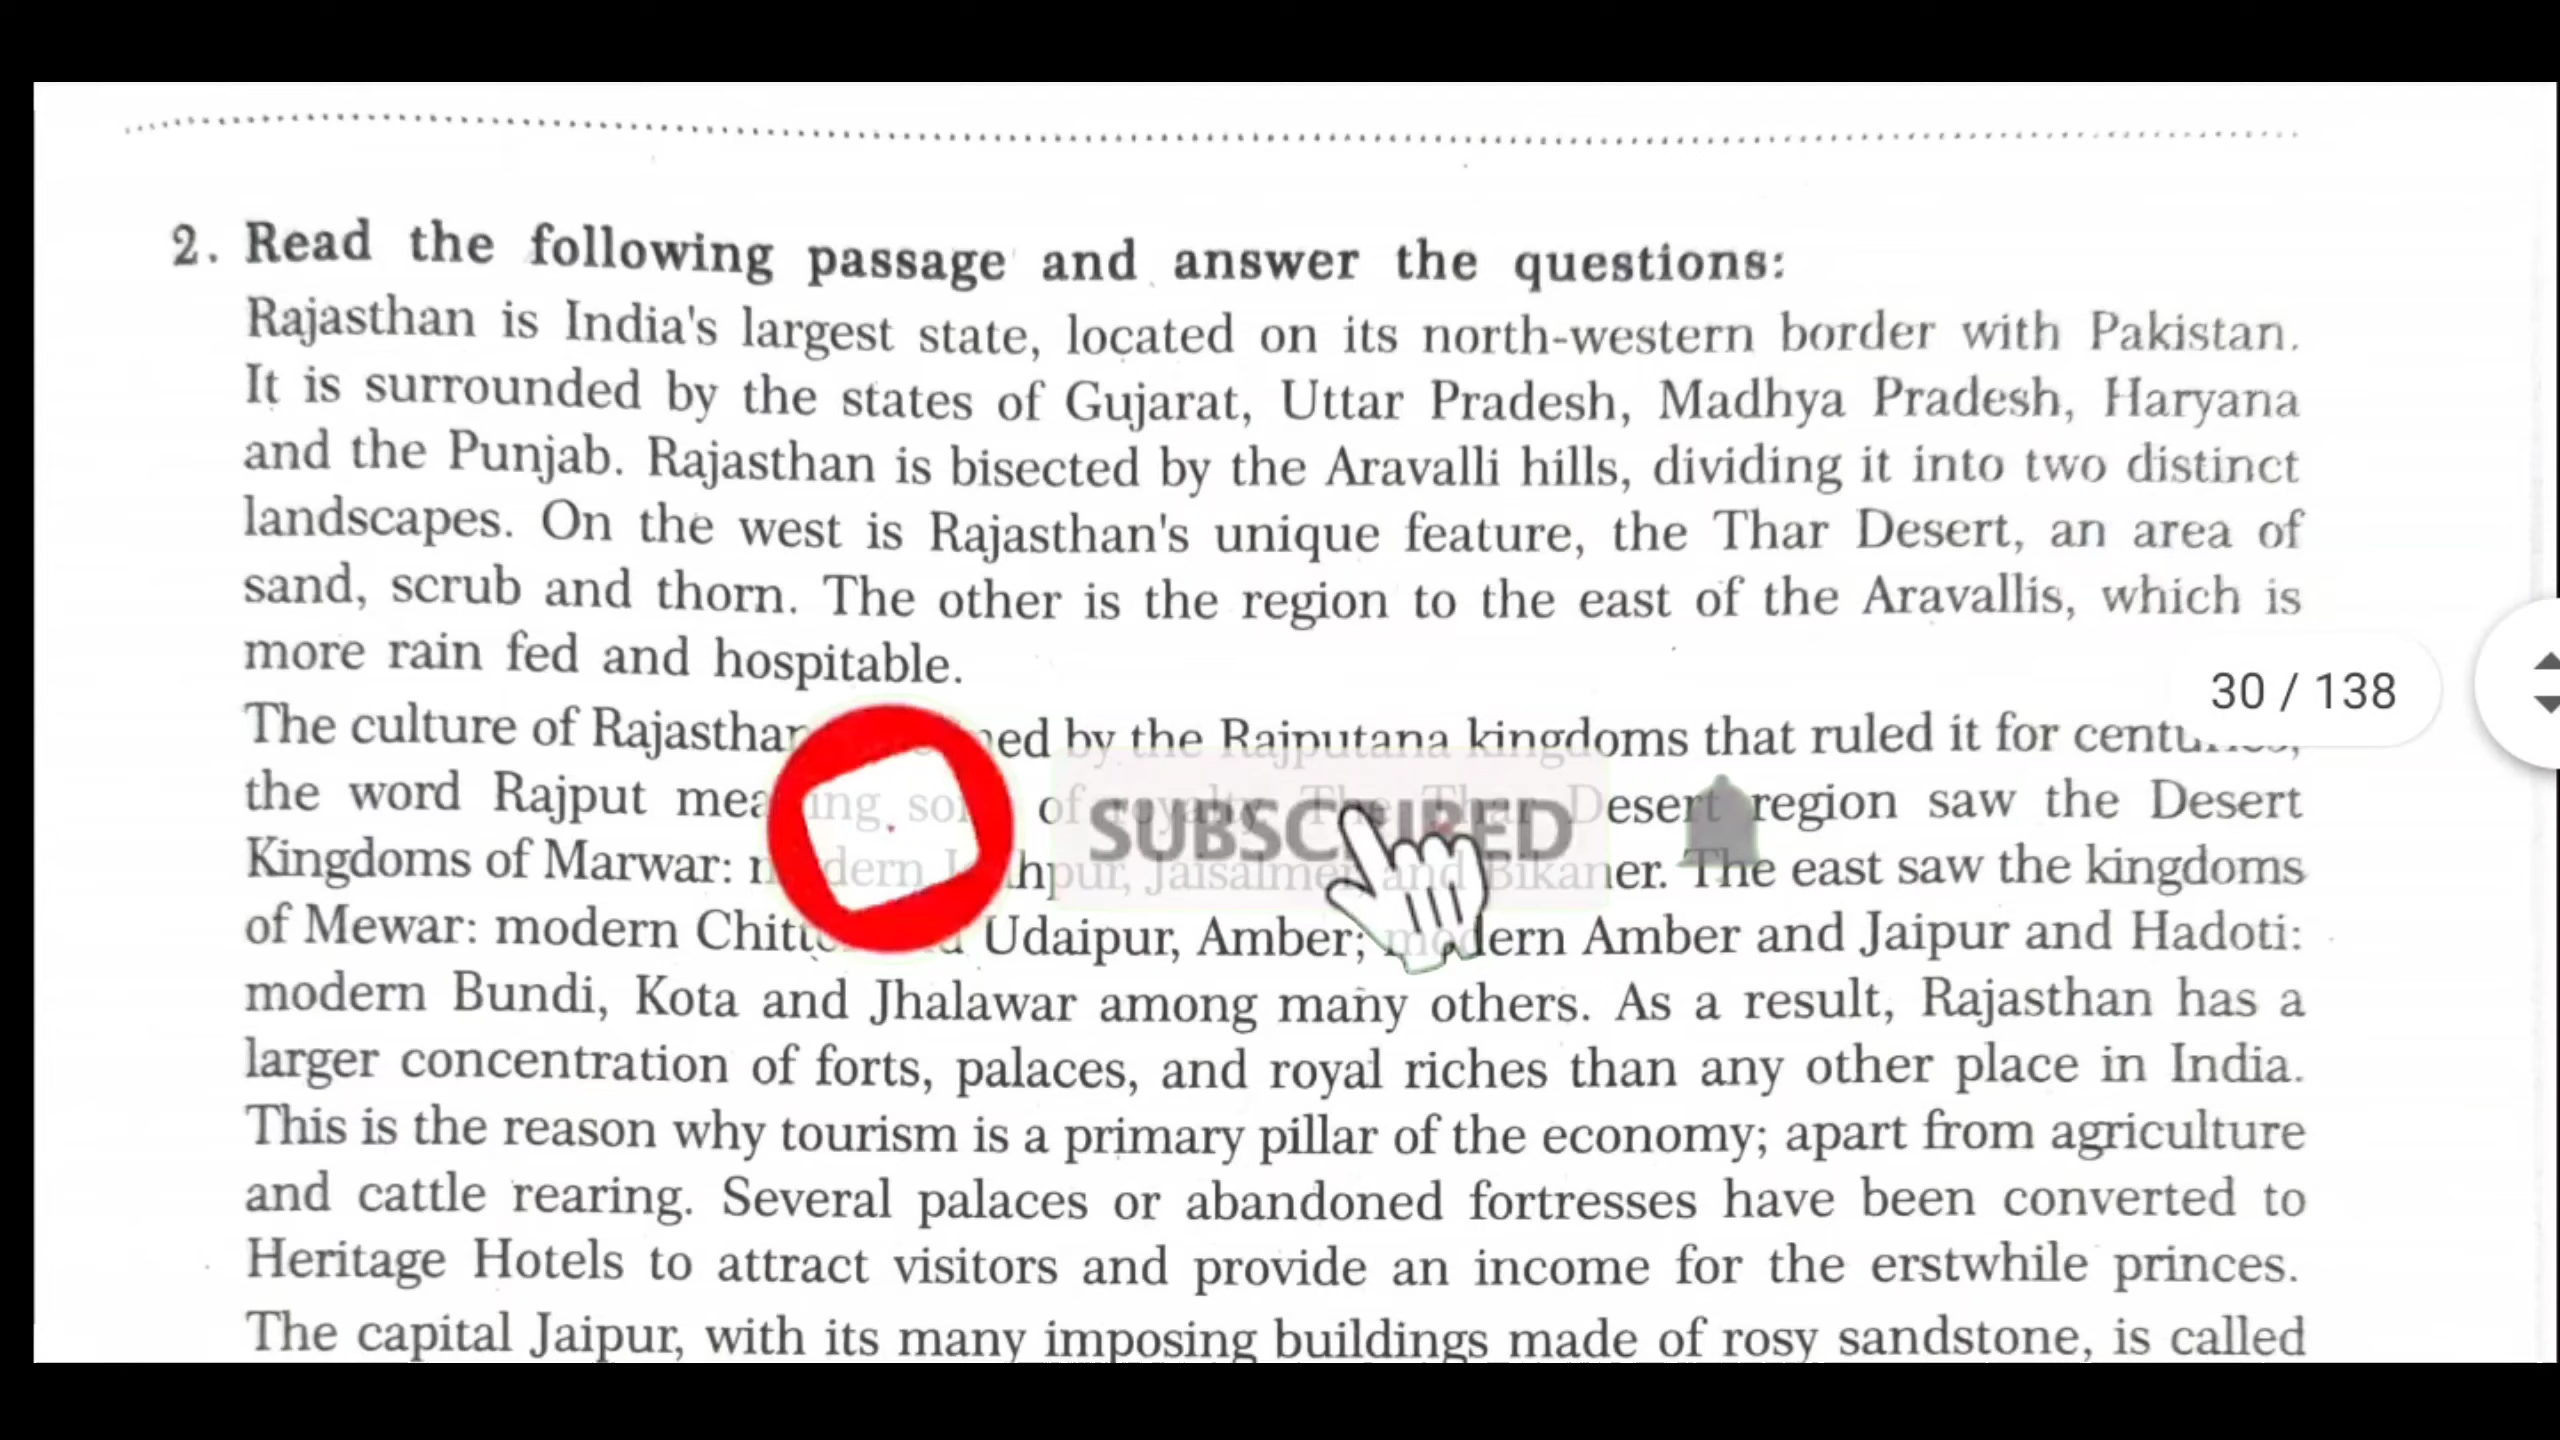 2. Read the following passage and answer the questions:
Rajasthan is India's largest state, located on its north-western border with Pakistan.
It is surrounded by the states of Gujarat, Uttar Pradesh, Madhya Pradesh, Haryana
and the Punjab. Rajasthan is bisected by the Aravalli hills, dividing it into two distinct
landscapes. On the west is Rajasthan's unique feature, the Thar Desert, an area of
sand, scrub and thorn. The other is the region to the east of the Aravallis, which is
more rain fed and hospitable.
30 / 138
The culture of Rajasthan by the Rajputana kingdoms that ruled it for centuries,
the word Rajput meaning of royalty. The Thar Desert region saw the Desert
SUBSCRIBED
Kingdoms of Marwar: modern Jodhpur, Jaisalmer and Bikaner. The east saw the kingdoms
of Mewar: modern Udaipur, Amber; modern Amber and Jaipur and Hadoti:
modern Bundi, Kota and Jhalawar among many others. As a result, Rajasthan has a
larger concentration of forts, palaces, and royal riches than any other place in India.
This is the reason why tourism is a primary pillar of the economy; apart from agriculture
and cattle rearing. Several palaces or abandoned fortresses have been converted to
Heritage Hotels to attract visitors and provide an income for the erstwhile princes.
The capital Jaipur, with its many imposing buildings made of rosy sandstone, is called